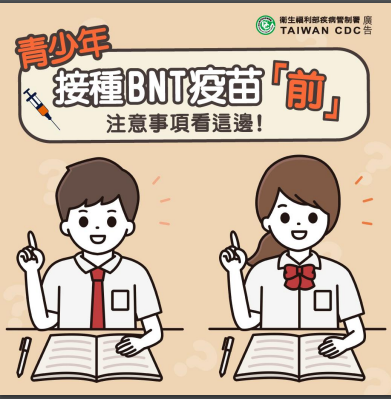 衛生福利部疾病管制署
TAIWAN CDC
廣告
青少年
接種BNT疫苗「前」
注意事項看這邊!